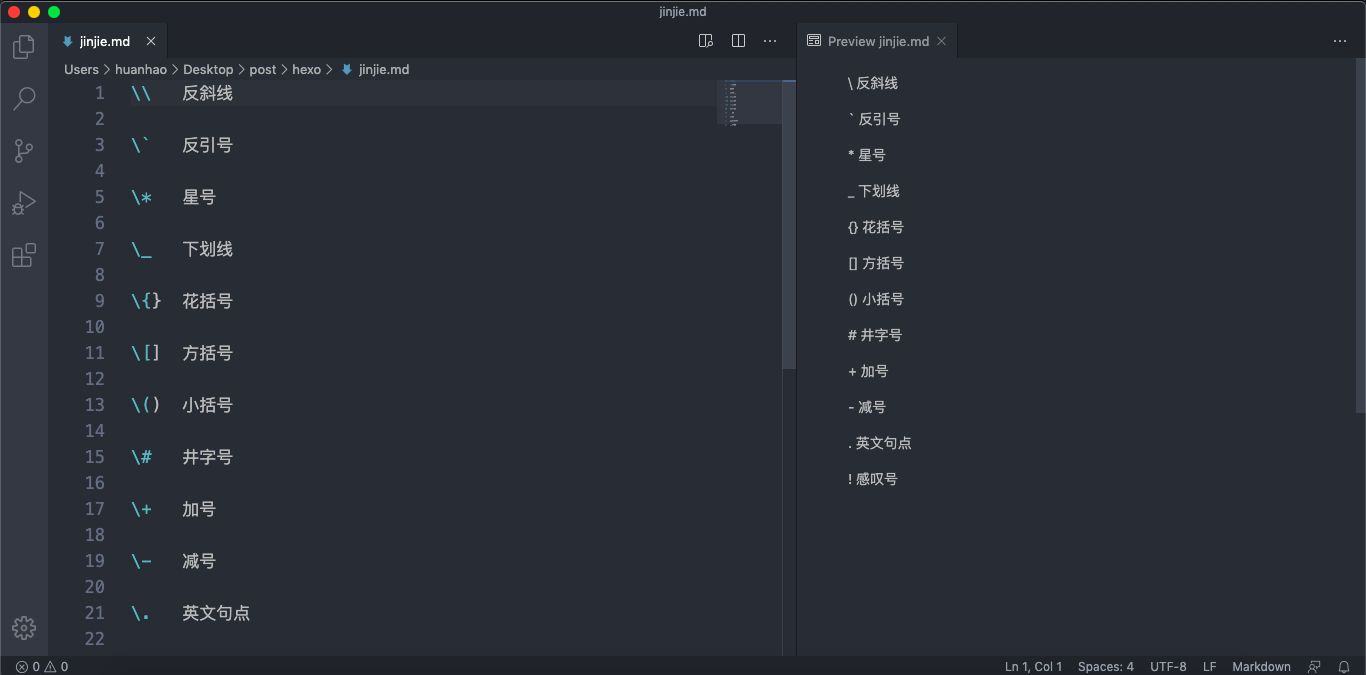 jinjie.md
jinjie.md
Preview jinjie.md
Users > huanhao > Desktop > post > hexo > jinjie.md
1 \\ 反斜线
2
3 \` 反引号
4
5 \* 星号
6
7 \_ 下划线
8
9 \{} 花括号
10
11 \[] 方括号
12
13 \() 小括号
14
15 \# 井字号
16
17 \+ 加号
18
19 \- 减号
20
21 \. 英文句点
22
\ 反斜线
` 反引号
* 星号
_ 下划线
{} 花括号
[] 方括号
() 小括号
# 井字号
+ 加号
- 减号
. 英文句点
! 感叹号
0 0 Ln 1, Col 1 Spaces: 4 UTF-8 LF Markdown